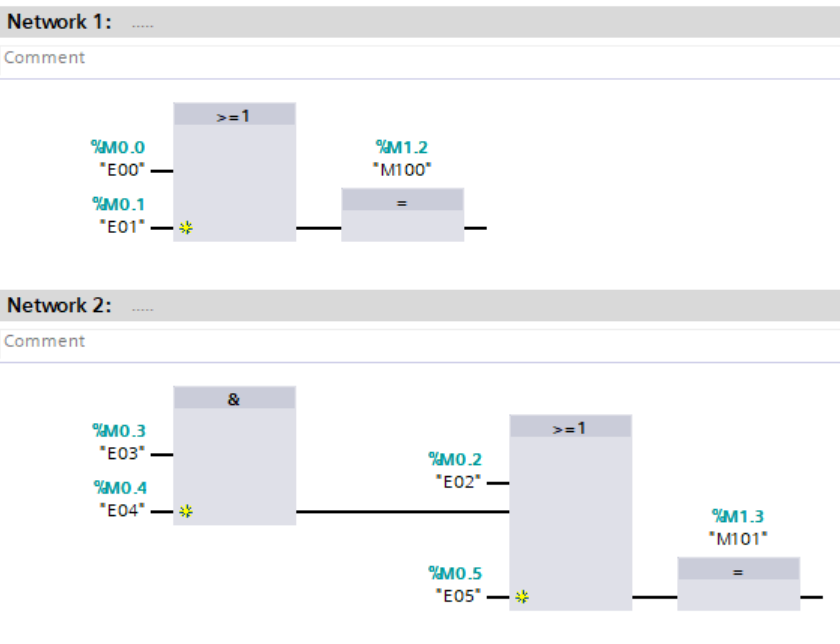 Network 1: .....
Comment
>=1
%M0.0
"E00"
%M1.2
"M100"
%M0.1
"E01"
=
Network 2: .....
Comment
&
%M0.3
"E03"
>=1
%M0.2
"E02"
%M0.4
"E04"
%M1.3
"M101"
%M0.5
"E05"
=